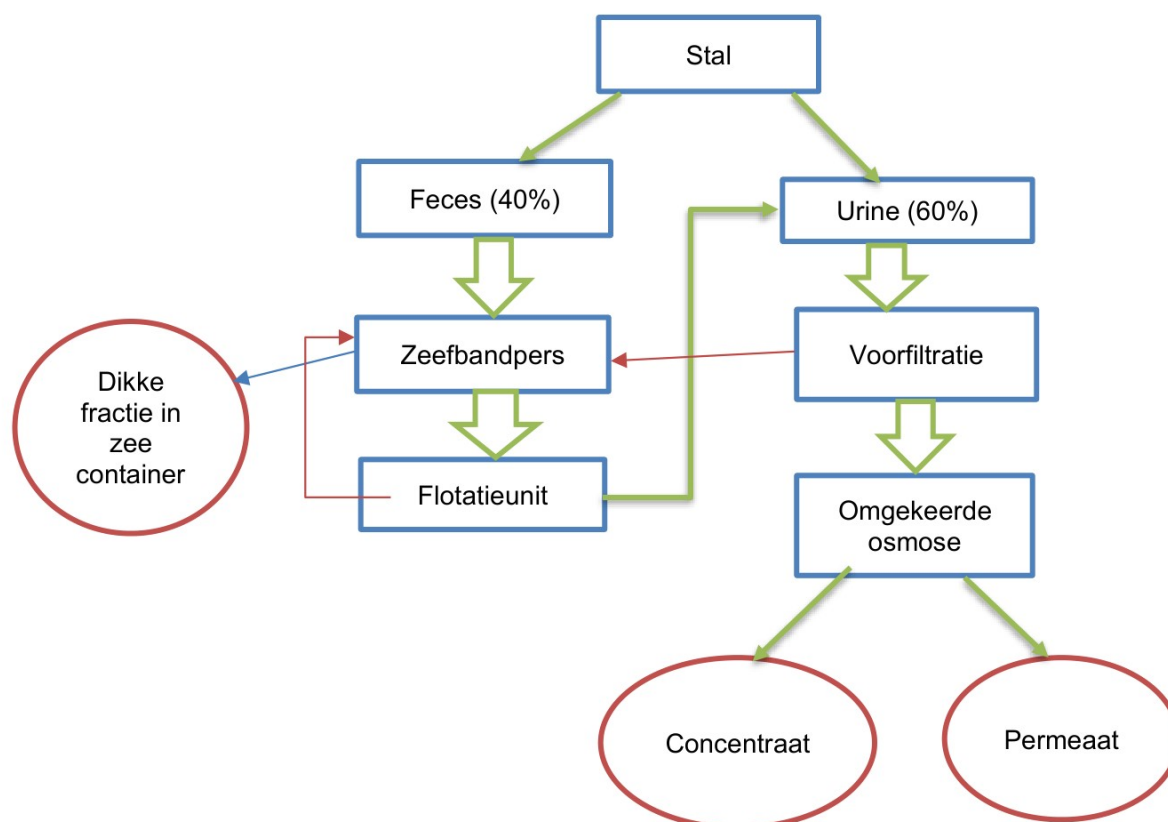 Stal
Feces (40%)
Urine (60%)
Zeefbandpers
Voorfiltratie
Dikke
fractie in
zee
container
Flotatieunit
Omgekeerde
osmose
Concentraat
Permeaat